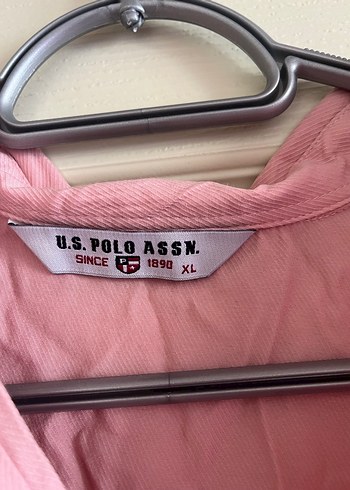 U.S. POLO ASSN.
SINCE 1890 XL